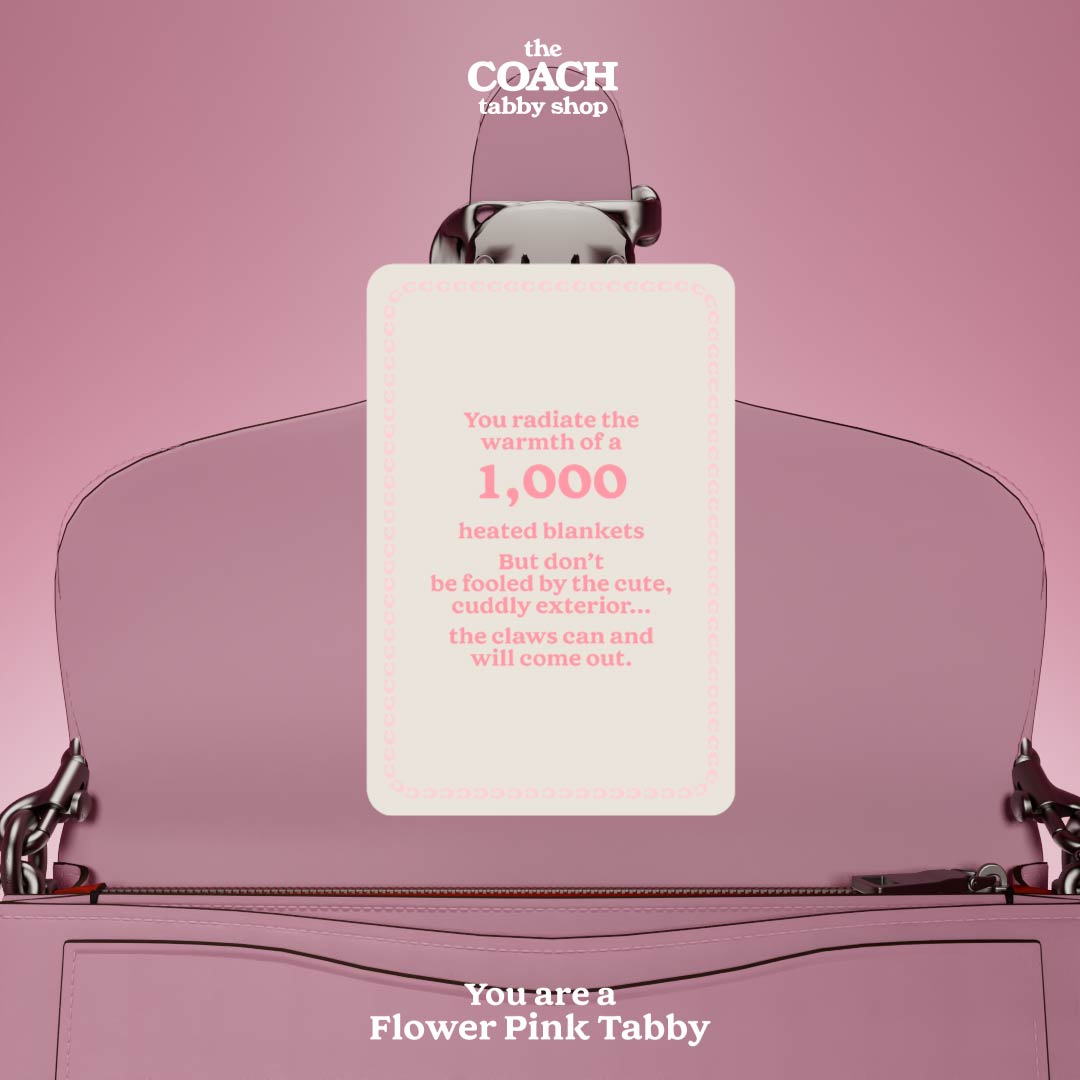 the
COACH
tabby shop
You radiate the
warmth of a
1,000
heated blankets
But don't
be fooled by the cute,
cuddly exterior...
the claws can and
will come out.
You are a
Flower Pink Tabby